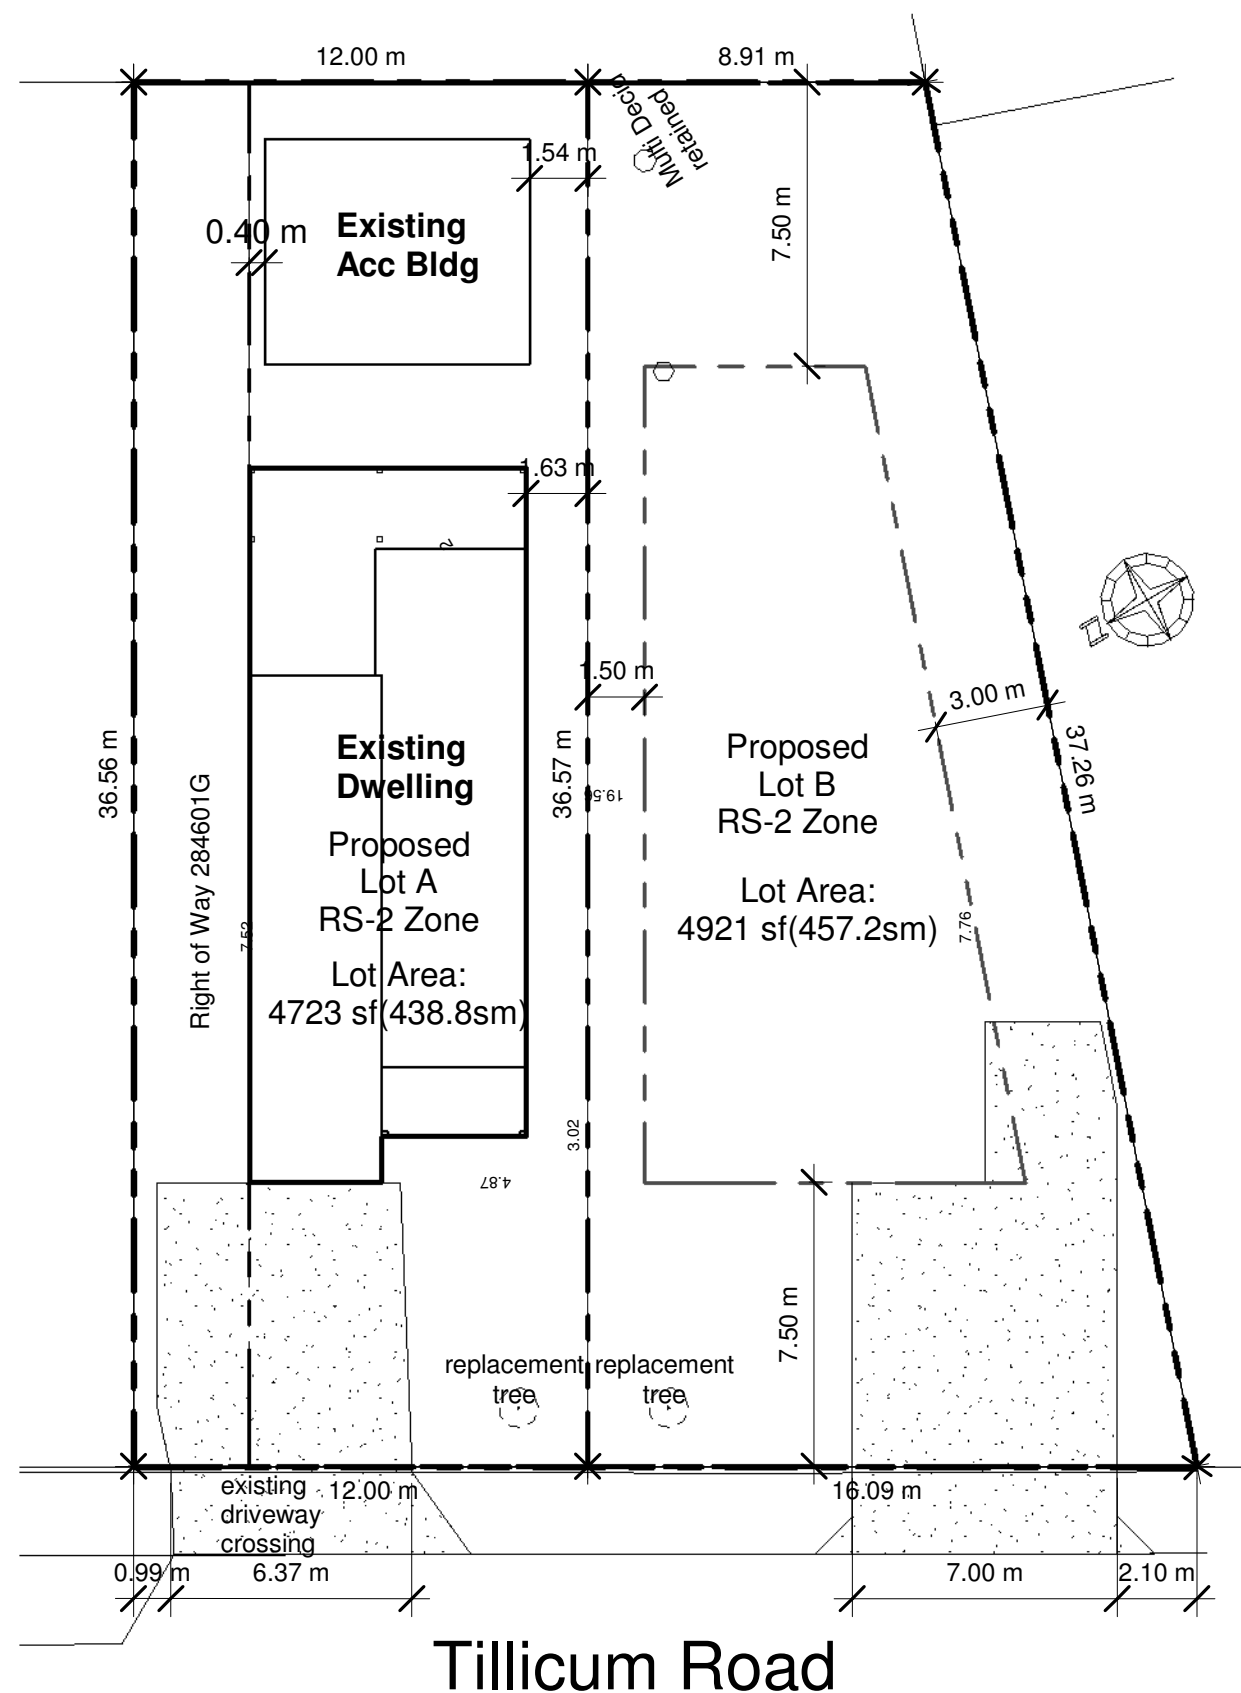 12.00 m
8.91 m
Multi Decid
retained
1.54 m
7.50 m
0.40 m
Existing
Acc Bldg
1.63 m
1.50 m
3.00 m
36.56 m
36.57 m
37.26 m
19.56
Existing
Dwelling
Proposed
Lot A
RS-2 Zone
Lot Area:
4723 sf(438.8sm)
Right of Way 284601G
7.52
Proposed
Lot B
RS-2 Zone
Lot Area:
4921 sf(457.2sm)
7.76
3.02
4.87
7.50 m
replacement
tree
replacement
tree
existing
driveway
crossing
12.00 m
16.09 m
0.99 m
6.37 m
7.00 m
2.10 m
Tillicum Road